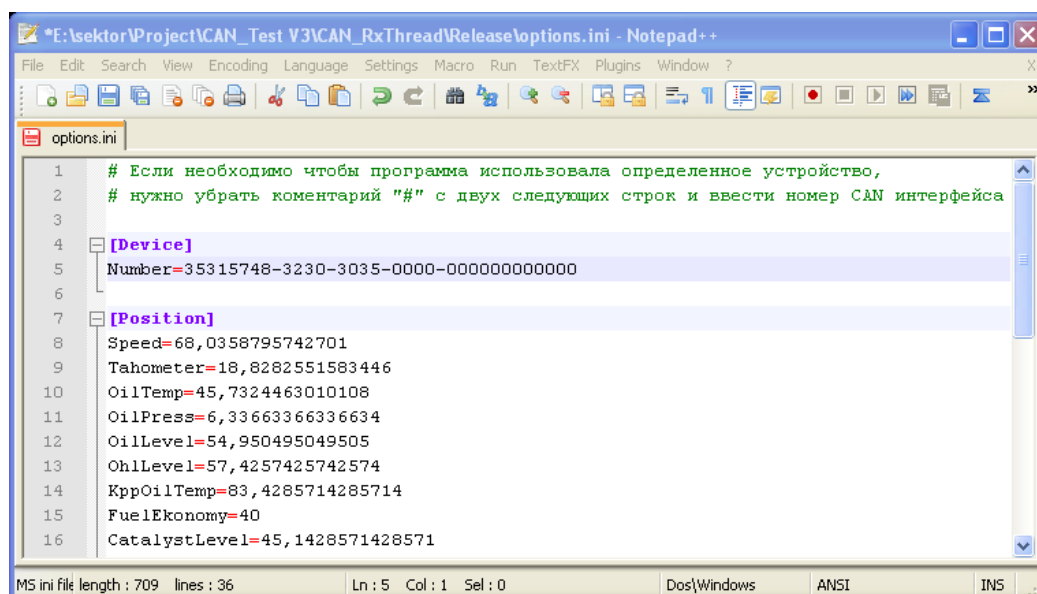 *E:\sektor\Project\CAN_Test V3\CAN_RxThread\Release\options.ini - Notepad++
File Edit Search View Encoding Language Settings Macro Run TextFX Plugins Window ? X
options.ini
1 # Если необходимо чтобы программа использовала определенное устройство,
2 # нужно убрать коментарий "#" с двух следующих строк и ввести номер CAN интерфейса
3
4 [Device]
5 Number=35315748-3230-3035-0000-000000000000
6
7 [Position]
8 Speed=68,0358795742701
9 Tahometer=18,8282551583446
10 OilTemp=45,7324463010108
11 OilPress=6,33663366336634
12 OilLevel=54,950495049505
13 OhlLevel=57,4257425742574
14 KppOilTemp=83,4285714285714
15 FuelEkonomy=40
16 CatalystLevel=45,1428571428571
MS ini file length : 709 lines : 36 Ln : 5 Col : 1 Sel : 0 Dos\Windows ANSI INS